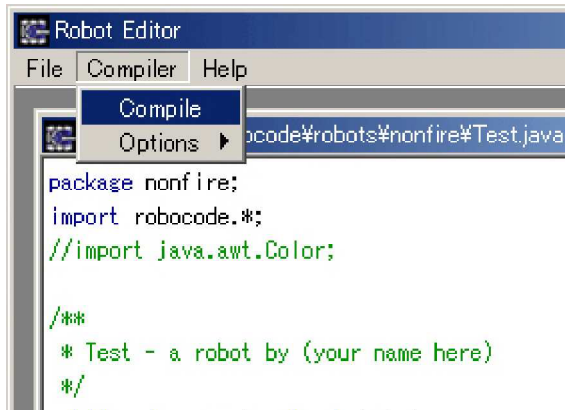 Robot Editor
File Compiler Help
Compile
Options
ocode¥robots¥nonfire¥Test.java
package nonfire;
import robocode.*;
//import java.awt.Color;
/**
* Test - a robot by (your name here)
*/